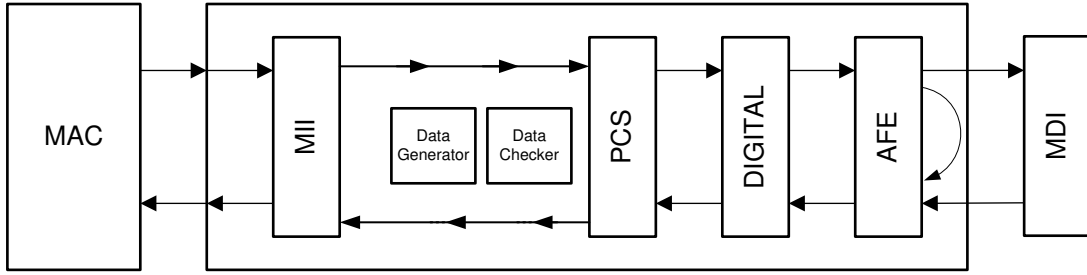 MAC
MII
Data
Generator
Data
Checker
PCS
DIGITAL
AFE
MDI